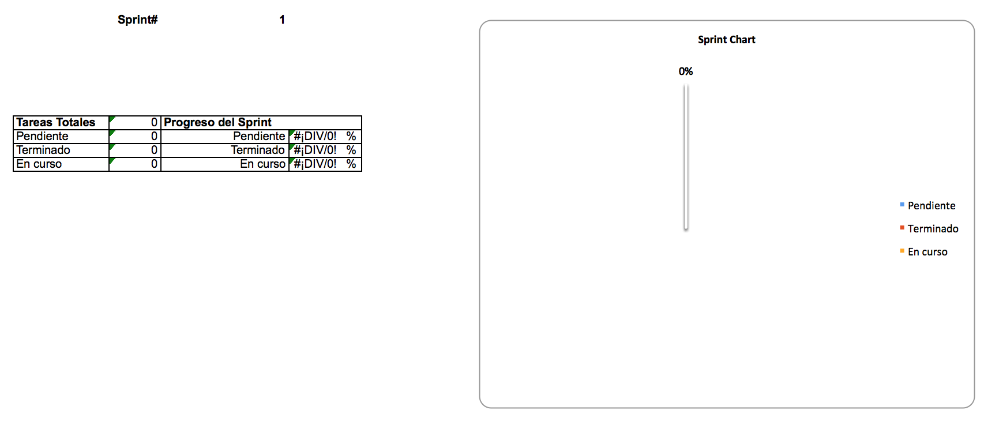 Sprint# 1
Tareas Totales 0 Progreso del Sprint
Pendiente 0 Pendiente #¡DIV/0! %
Terminado 0 Terminado #¡DIV/0! %
En curso 0 En curso #¡DIV/0! %
Sprint Chart
0%
Pendiente
Terminado
En curso